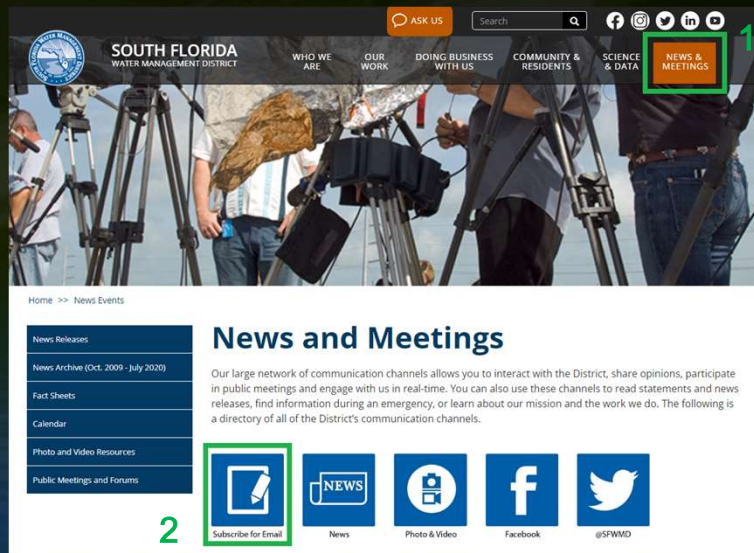 ASK US
Search
1
SOUTH FLORIDA
WATER MANAGEMENT DISTRICT
WHO WE
ARE
OUR
WORK
DOING BUSINESS
WITH US
COMMUNITY &
RESIDENTS
SCIENCE
& DATA
NEWS &
MEETINGS
Home >> News Events
News Releases
News Archive (Oct. 2009 - July 2020)
Fact Sheets
Calendar
Photo and Video Resources
Public Meetings and Forums
News and Meetings
Our large network of communication channels allows you to interact with the District, share opinions, participate
in public meetings and engage with us in real-time. You can also use these channels to read statements and news
releases, find information during an emergency, or learn about our mission and the work we do. The following is
a directory of all of the District's communication channels.
NEWS
2
Subscribe for Email
News
Photo & Video
Facebook
@SFWMD